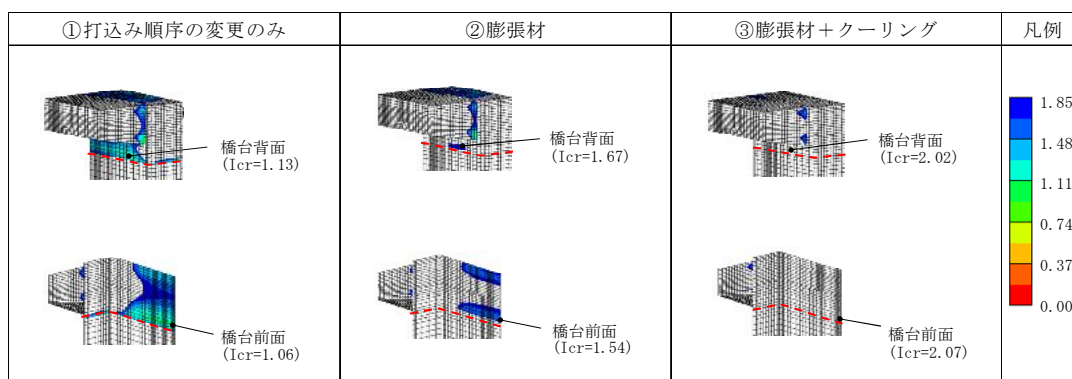 ①打込み順序の変更のみ
②膨張材
③膨張材＋クーリング
凡例
橋台背面
(Icr=1.13)
橋台背面
(Icr=1.67)
橋台背面
(Icr=2.02)
1.85
1.48
1.11
0.74
0.37
0.00
橋台前面
(Icr=1.06)
橋台前面
(Icr=1.54)
橋台前面
(Icr=2.07)